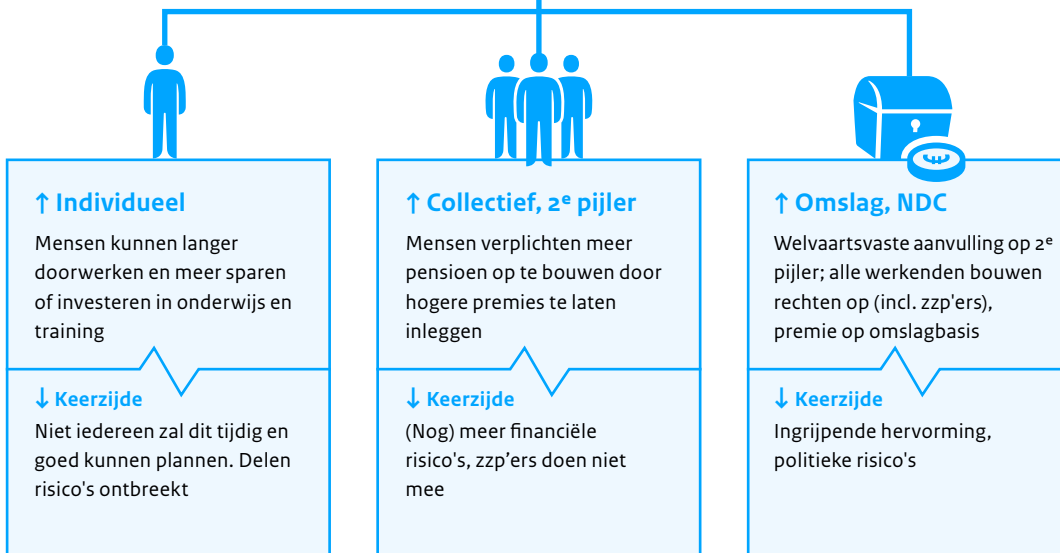 ↑ Individueel
Mensen kunnen langer
doorwerken en meer sparen
of investeren in onderwijs en
training
↓ Keerzijde
Niet iedereen zal dit tijdig en
goed kunnen plannen. Delen
risico's ontbreekt
↑ Collectief, 2ᵉ pijler
Mensen verplichten meer
pensioen op te bouwen door
hogere premies te laten
inleggen
↓ Keerzijde
(Nog) meer financiële
risico's, zzp’ers doen niet
mee
↑ Omslag, NDC
Welvaartsvaste aanvulling op 2ᵉ
pijler; alle werkenden bouwen
rechten op (incl. zzp'ers),
premie op omslagbasis
↓ Keerzijde
Ingrijpende hervorming,
politieke risico's